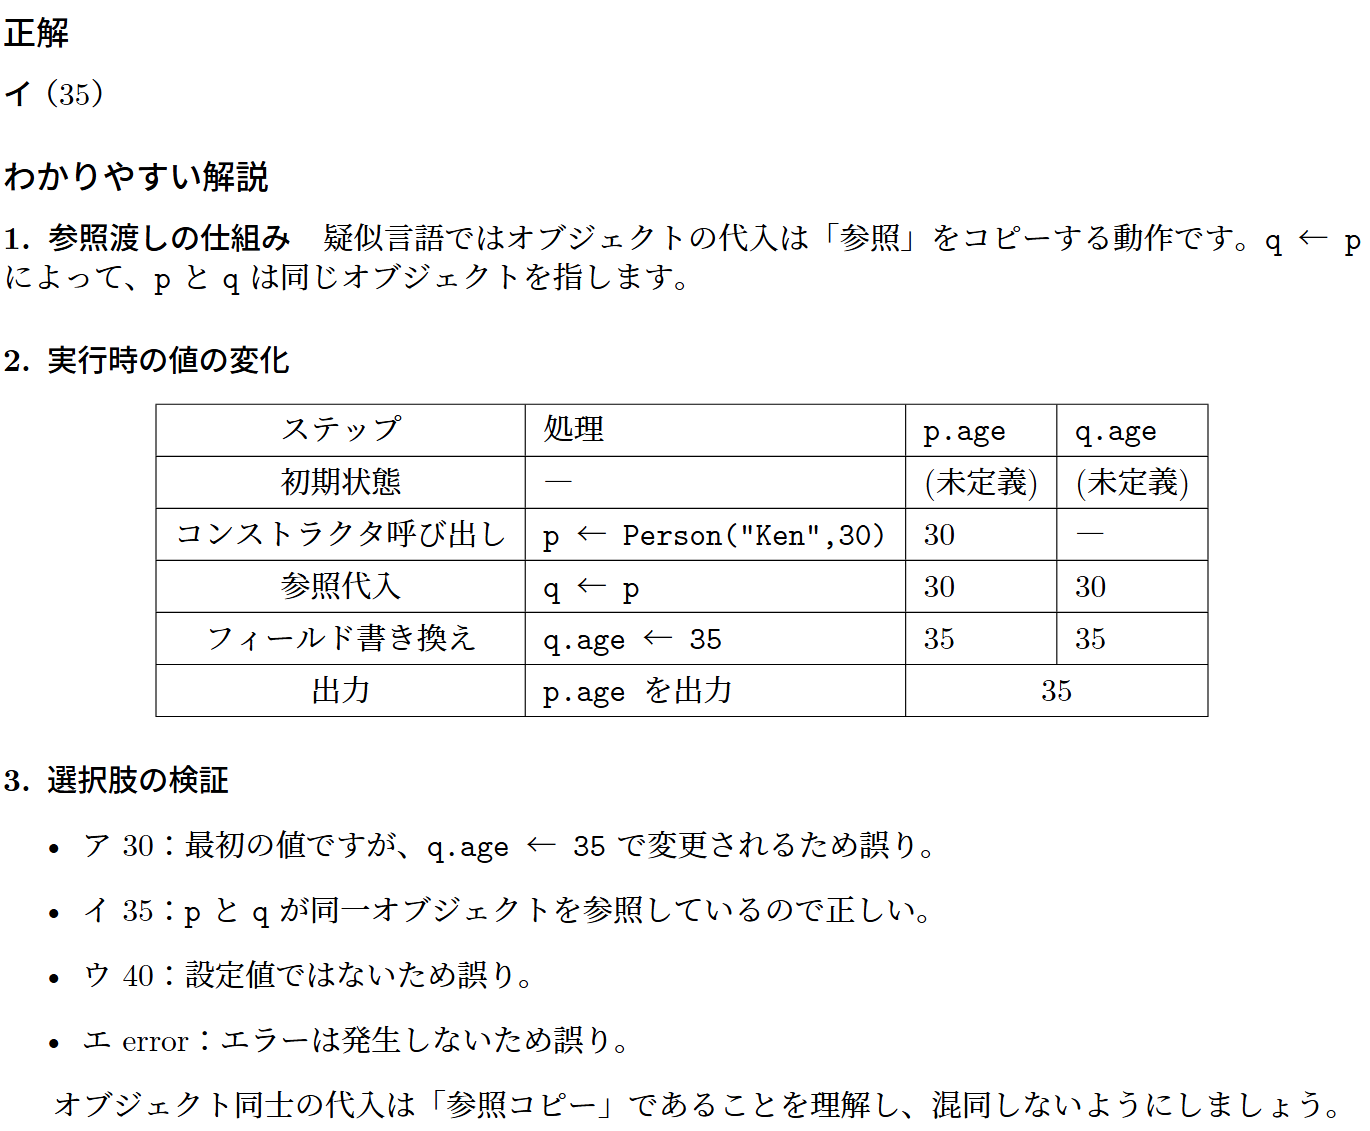 正解
イ（35）
わかりやすい解説
1. 参照渡しの仕組み　疑似言語ではオブジェクトの代入は「参照」をコピーする動作です。q ← p
によって、p と q は同じオブジェクトを指します。
2. 実行時の値の変化
ステップ 処理 p.age q.age
初期状態 — (未定義) (未定義)
コンストラクタ呼び出し p ← Person("Ken",30) 30 —
参照代入 q ← p 30 30
フィールド書き換え q.age ← 35 35 35
出力 p.age を出力 35
3. 選択肢の検証
• ア 30：最初の値ですが、q.age ← 35 で変更されるため誤り。
• イ 35：p と q が同一オブジェクトを参照しているので正しい。
• ウ 40：設定値ではないため誤り。
• エ error：エラーは発生しないため誤り。
オブジェクト同士の代入は「参照コピー」であることを理解し、混同しないようにしましょう。